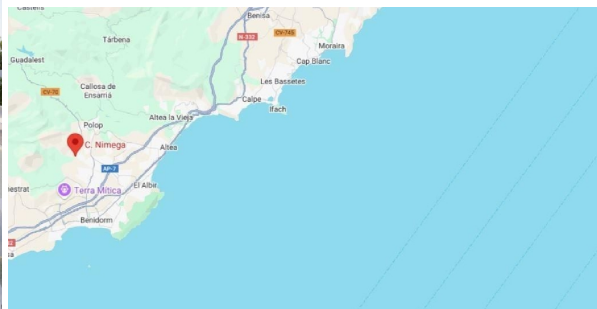 Castells
Benisa
N-332
CV-745
Tàrbena
Moraira
Guadalest
Cap Blanc
Callosa de
Ensarrià
Les Bassetes
CV-70
Calpe
Ifach
Altea la Vieja
Polop
C. Nimega
Altea
AP-7
estrat
Terra Mítica
El Albir
Benidorm